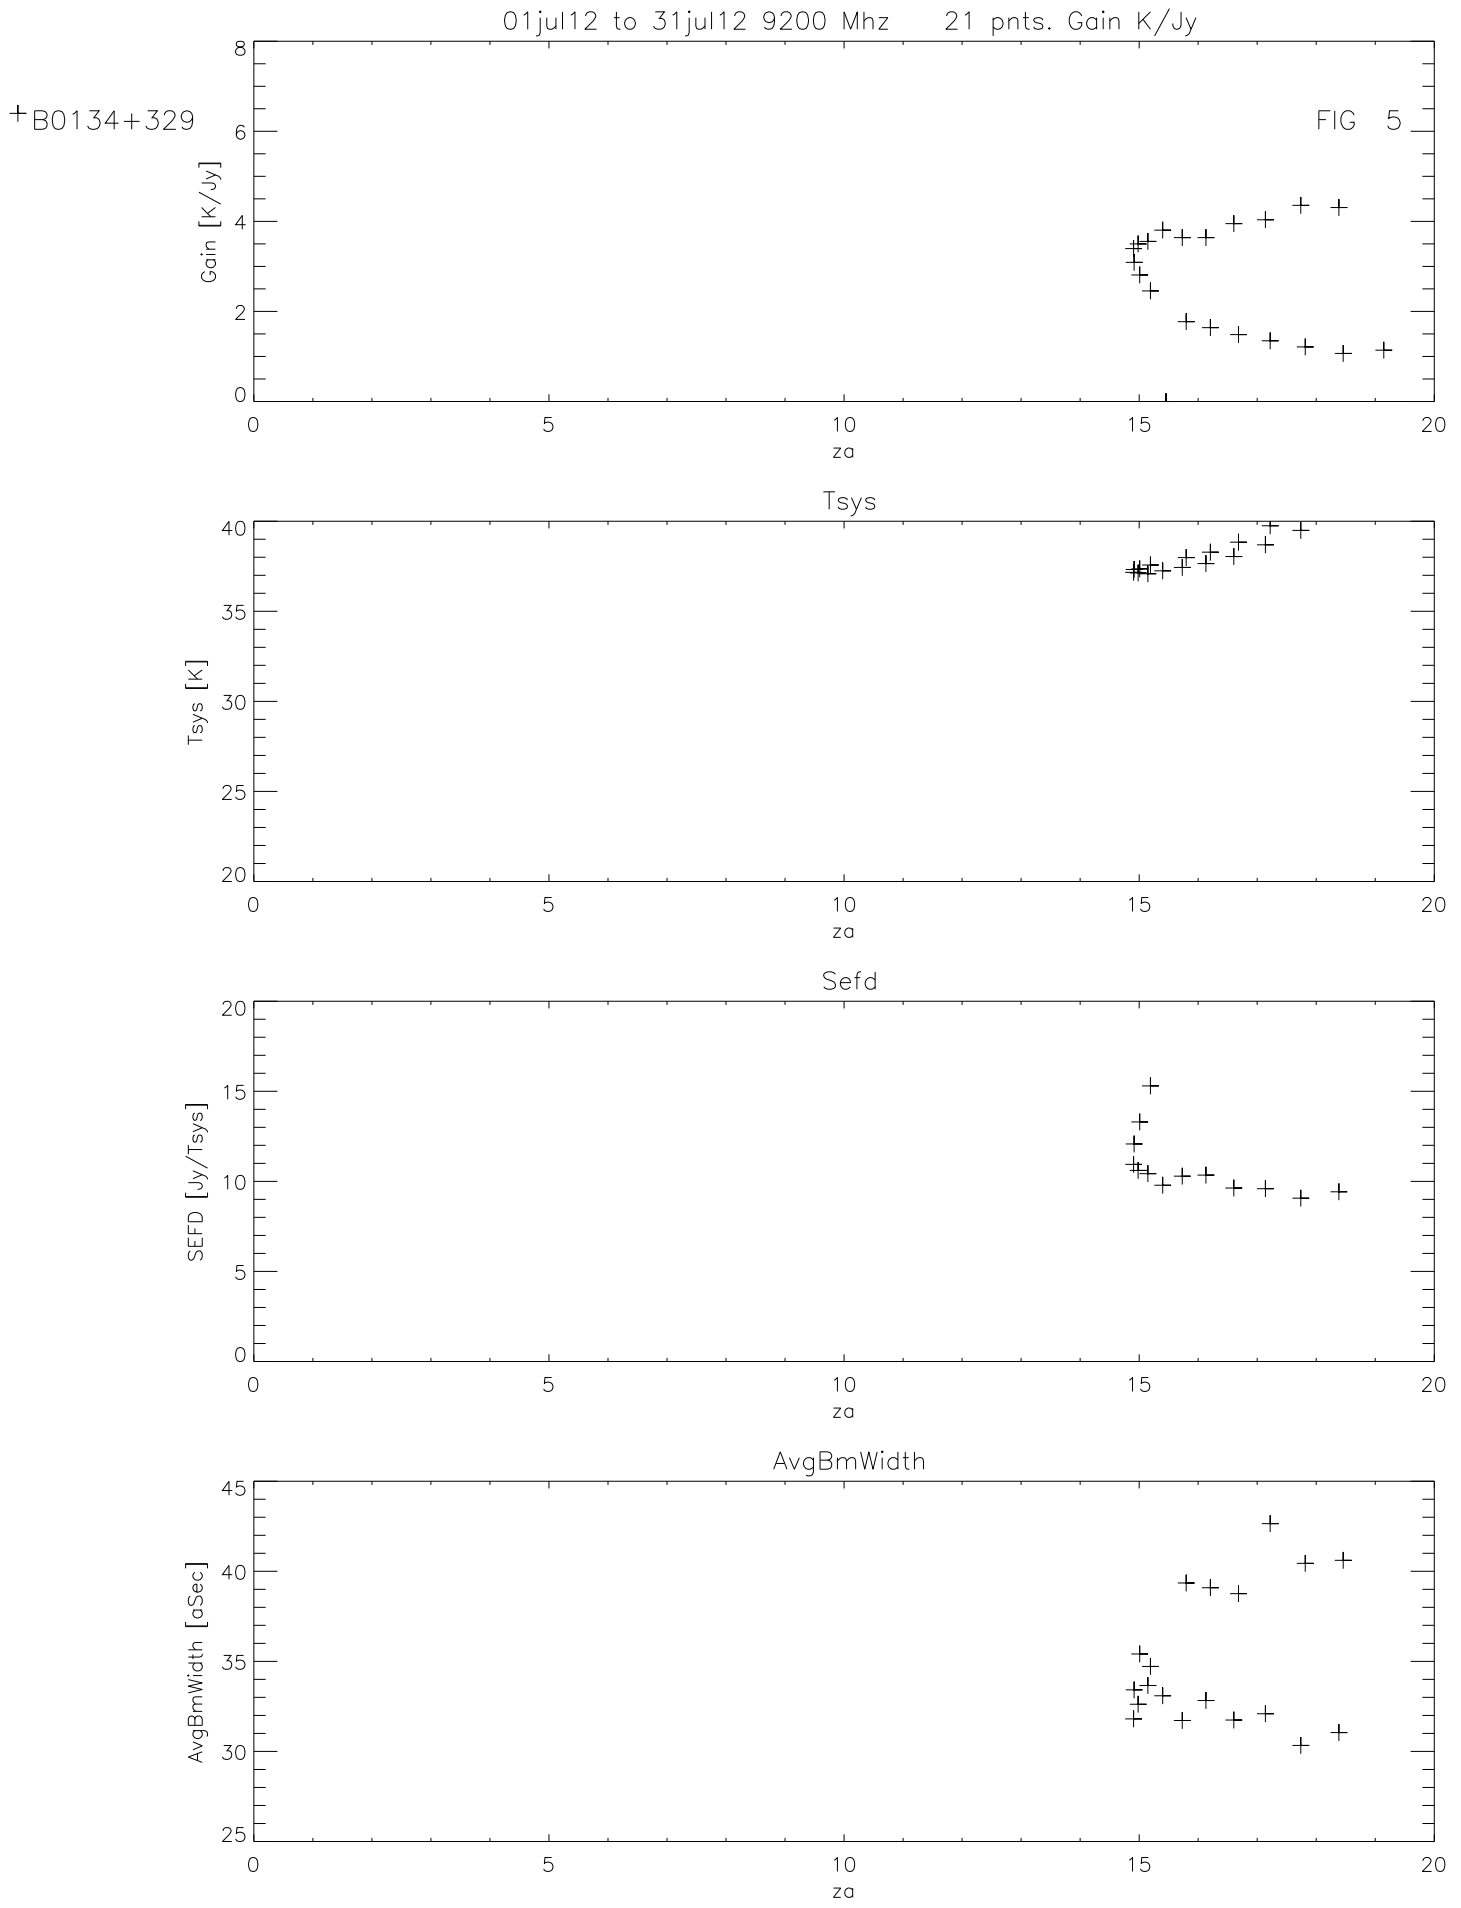 01jul12 to 31jul12 9200 Mhz 21 pnts. Gain K/Jy
+B0134+329
FIG 5
Gain [K/Jy]
8
6
4
2
0
0 5 10 15 20
za
Tsys
Tsys [K]
40
35
30
25
20
0 5 10 15 20
za
Sefd
SEFD [Jy/Tsys]
20
15
10
5
0
0 5 10 15 20
za
AvgBmWidth
AvgBmWidth [aSec]
45
40
35
30
25
0 5 10 15 20
za